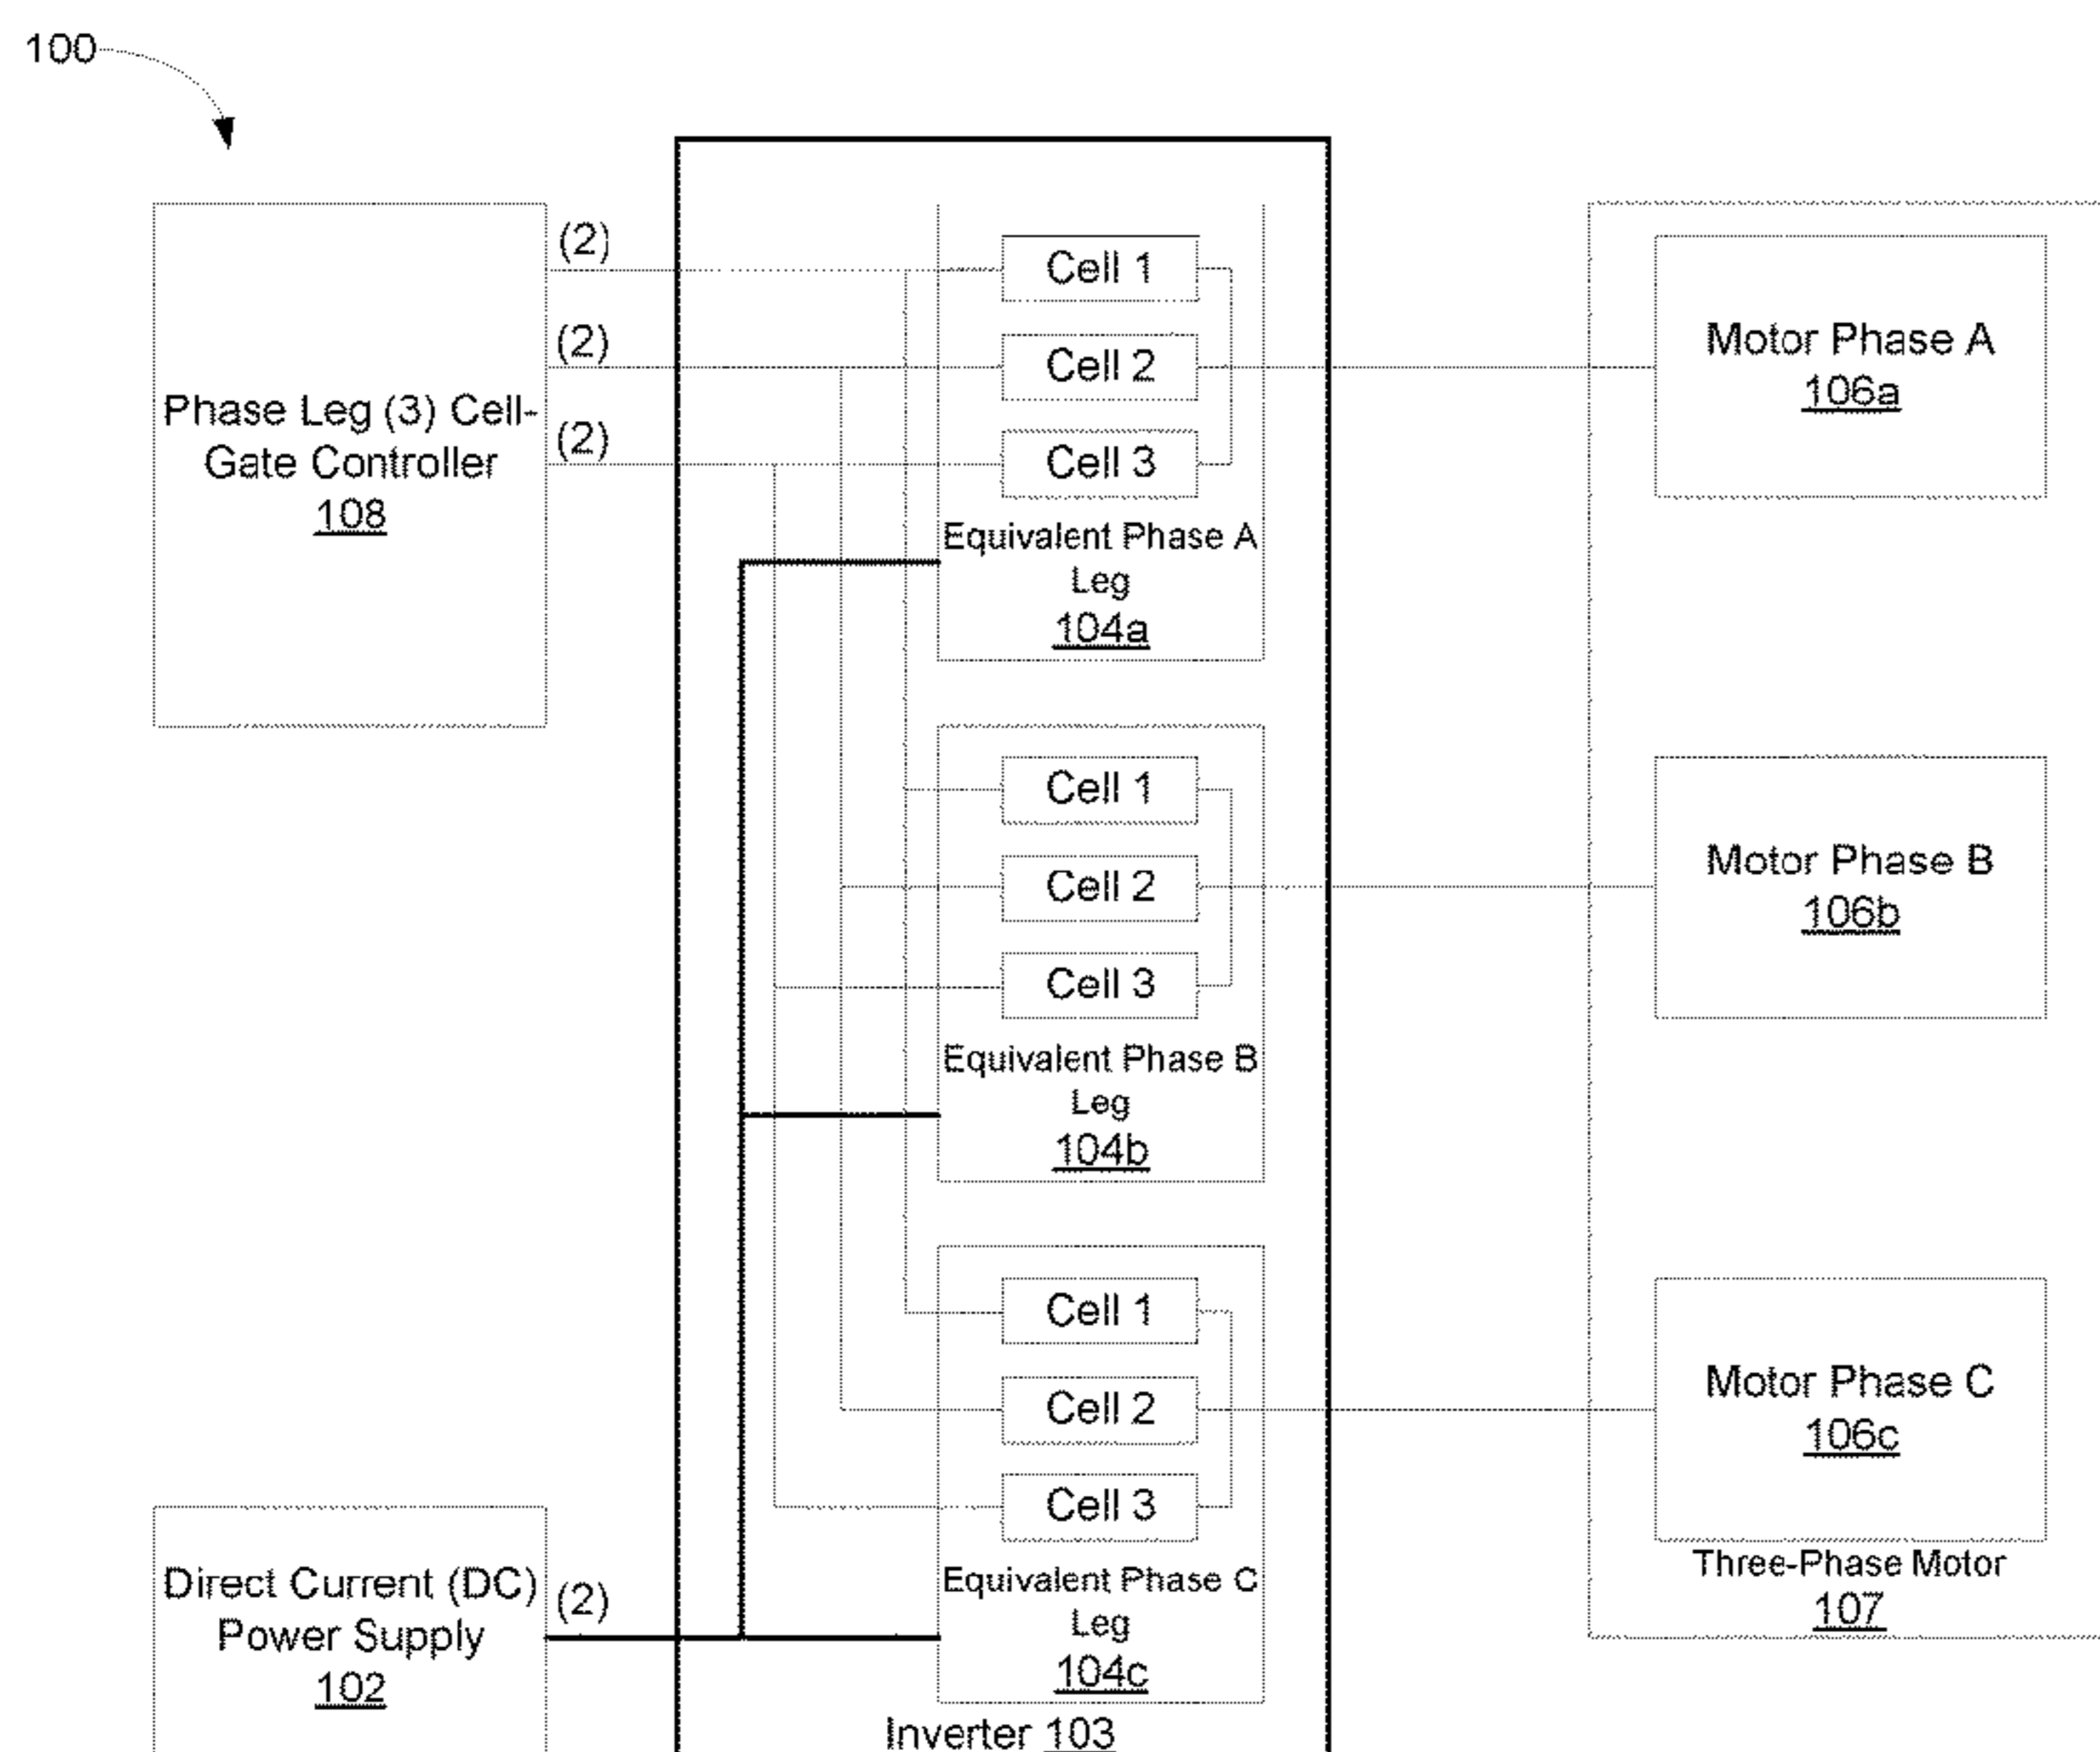 100
(2)
(2)
(2)
Phase Leg (3) Cell-
Gate Controller
108
Cell 1
Cell 2
Cell 3
Equivalent Phase A
Leg
104a
Motor Phase A
106a
Cell 1
Cell 2
Cell 3
Equivalent Phase B
Leg
104b
Motor Phase B
106b
Cell 1
Cell 2
Cell 3
Equivalent Phase C
Leg
104c
Motor Phase C
106c
Three-Phase Motor
107
Direct Current (DC)
Power Supply
102
(2)
Inverter 103